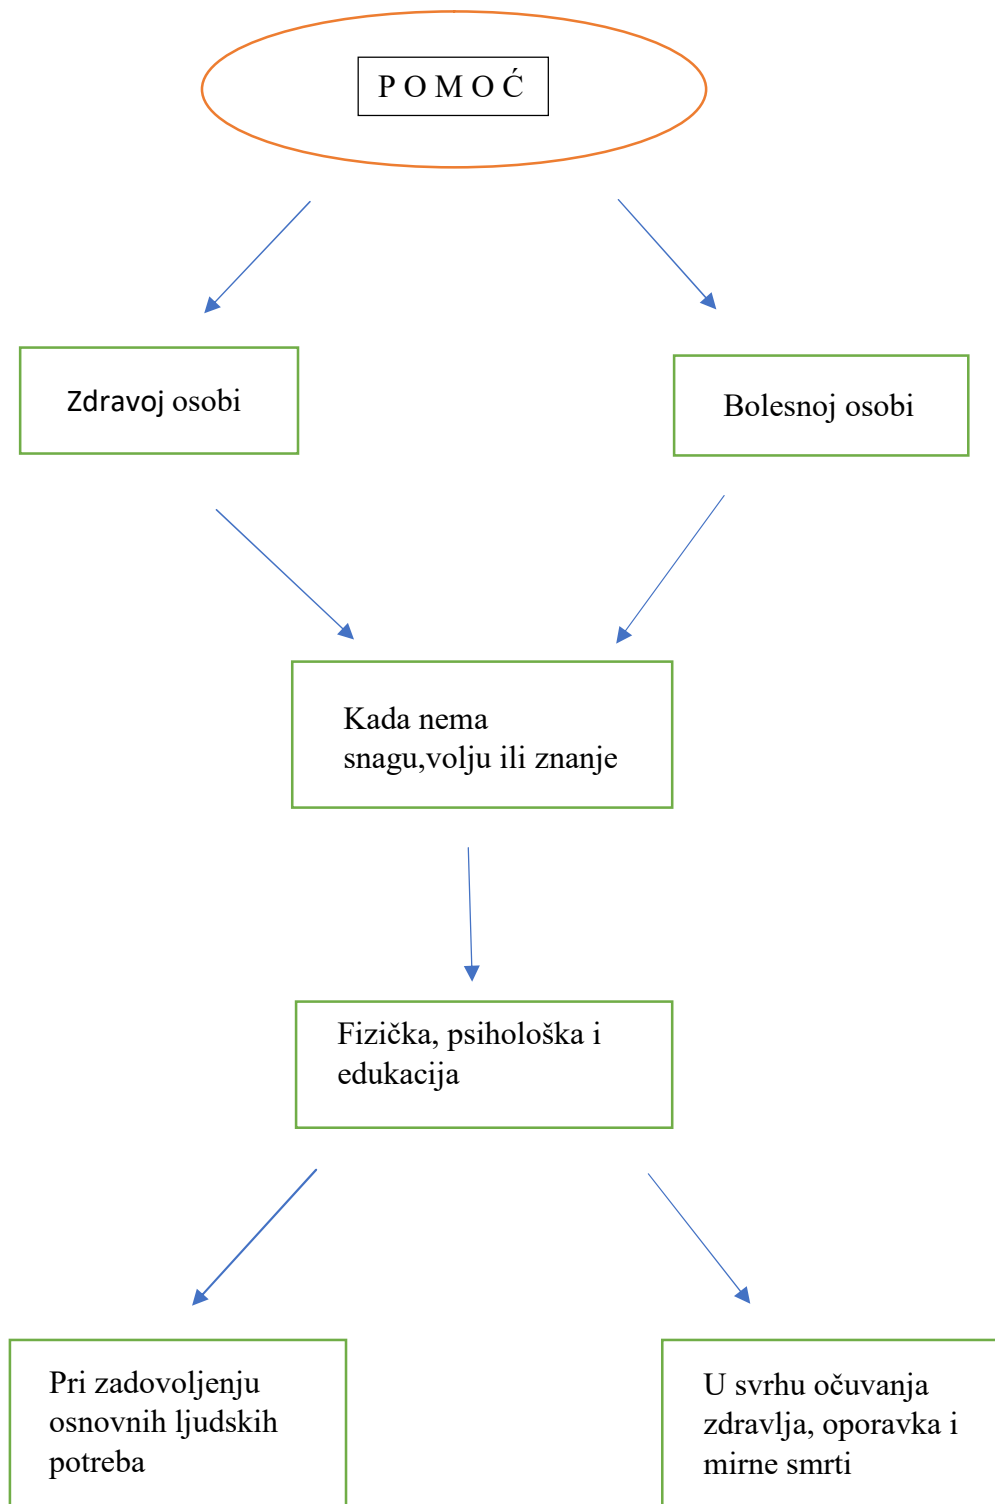 P O M O Ć
Zdravoj osobi
Bolesnoj osobi
Kada nema
snagu,volju ili znanje
Fizička, psihološka i
edukacija
Pri zadovoljenju
osnovnih ljudskih
potreba
U svrhu očuvanja
zdravlja, oporavka i
mirne smrti